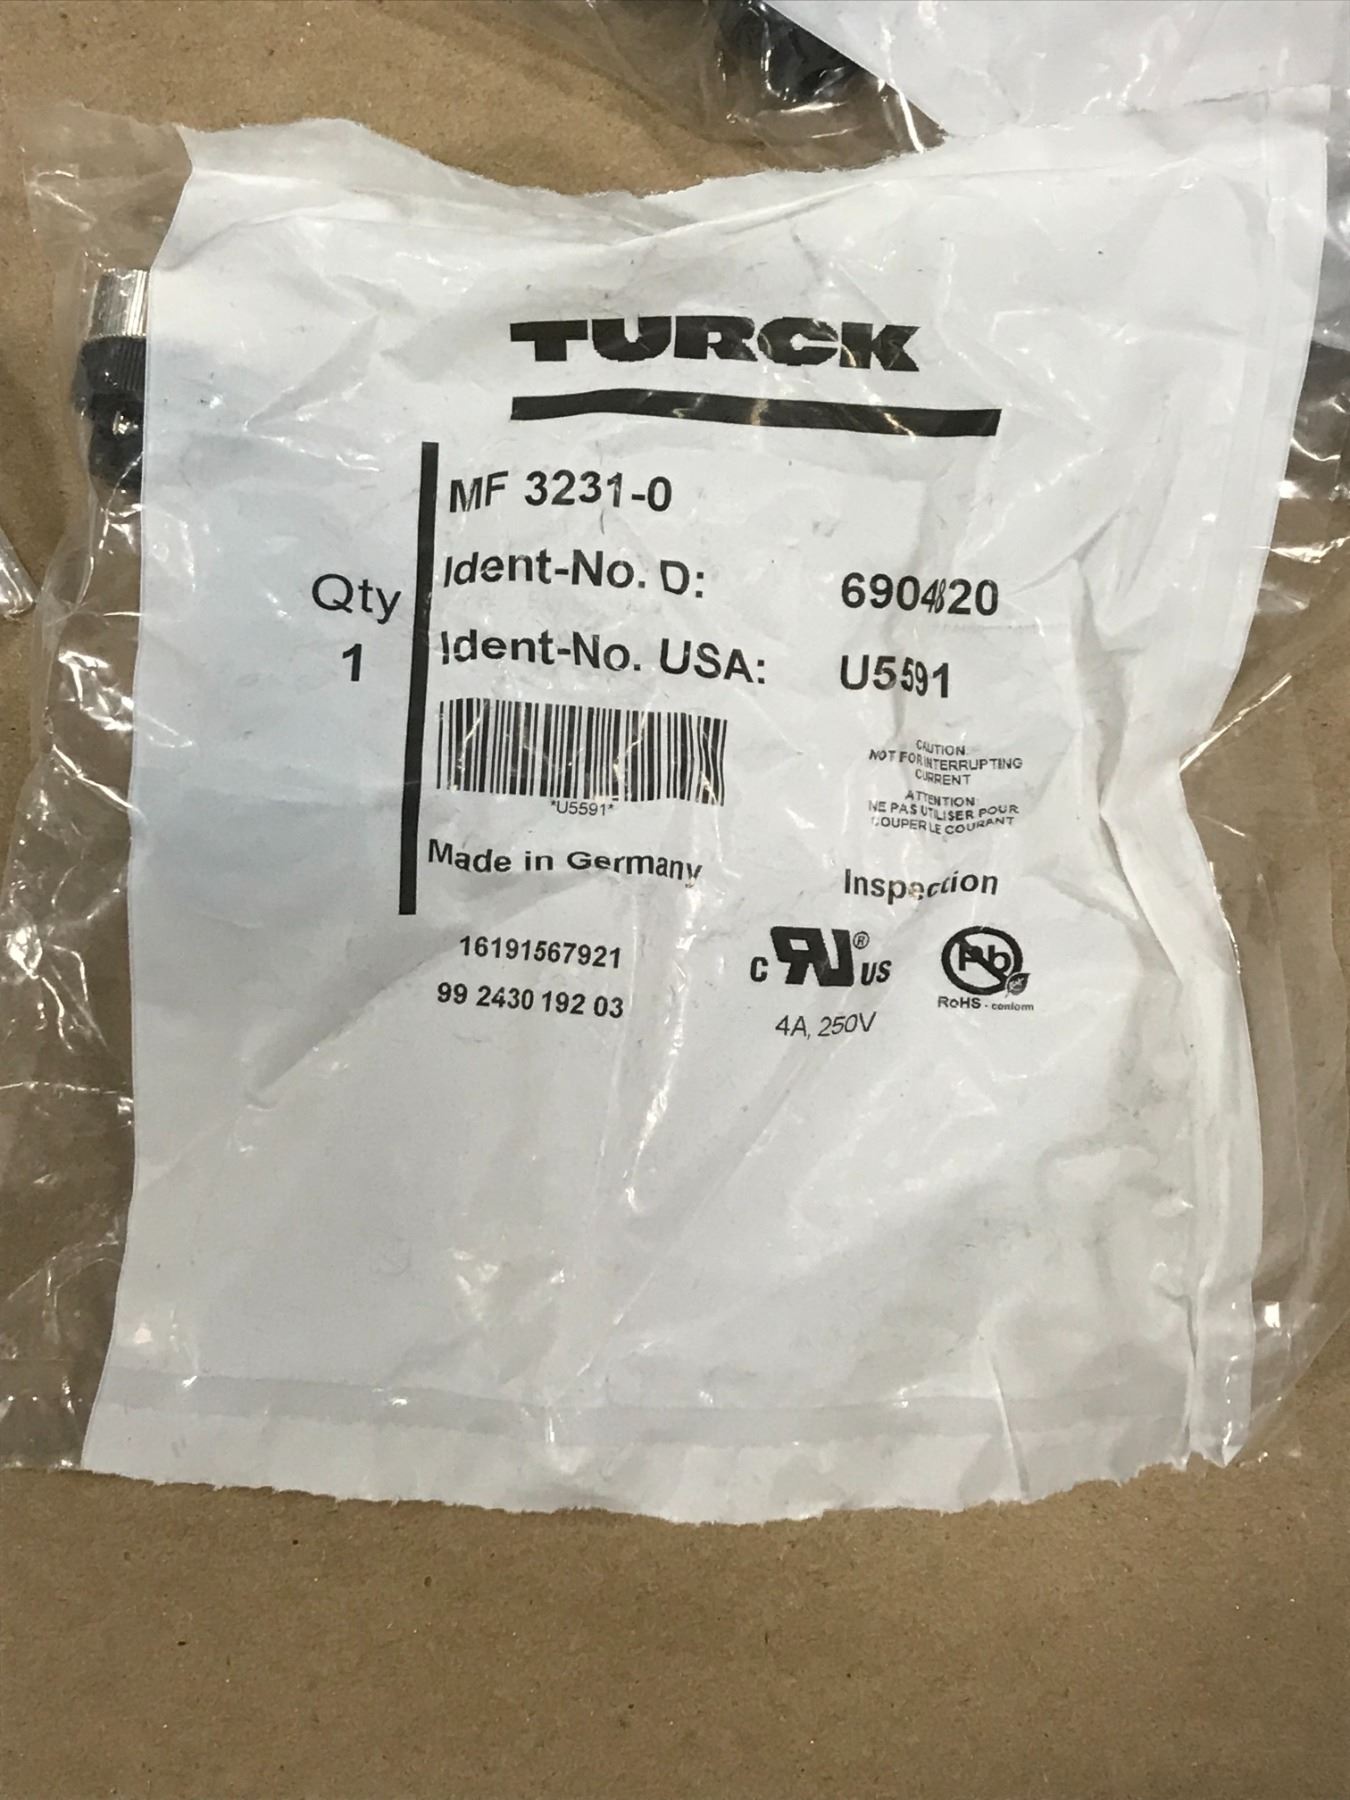 TURCK
MF 3231-0
Ident-No. D: 6904820
Qty
1
Ident-No. USA: U5591
*U5591*
CAUTION
NOT FOR INTERRUPTING
CURRENT
ATTENTION
NE PAS UTILISER POUR
COUPER LE COURANT
Made in Germany
Inspection
16191567921
99 2430 192 03
c RU ® US
4A, 250V
Pb
RoHS - conform